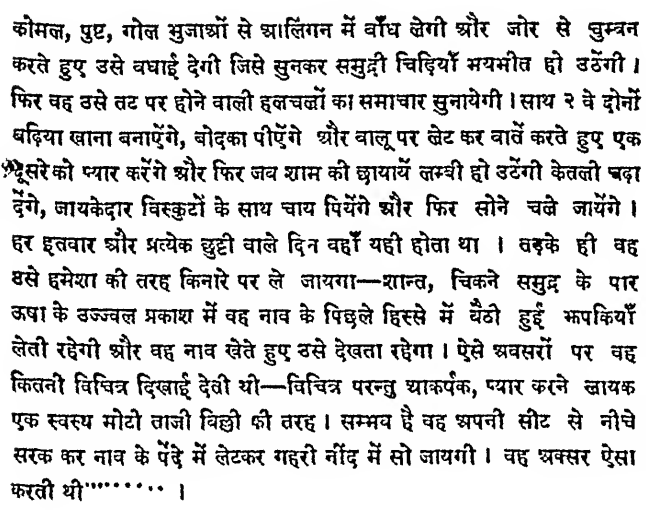 कोमल, पुष्ट, गोल भुजाओं से आलिंगन में बाँध लेगी और जोर से चुम्बन
करते हुए उसे बधाई देगी जिसे सुनकर समुद्री चिड़ियाँ भयभीत हो उठेंगी ।
फिर वह उसे तट पर होने वाली हलचलों का समाचार सुनायेगी । साथ २ वे दोनों
बढ़िया खाना बनाएंगे, बोदका पीएंगे और बालू पर लेट कर बातें करते हुए एक
दूसरे को प्यार करेंगे और फिर जब शाम की छायायें लम्बी हो उठेंगी केतली चढ़ा
देंगे, जायकेदार बिस्कुटों के साथ चाय पियेंगे और फिर सोने चले जायेंगे ।
हर इतवार और प्रत्येक छुट्टी वाले दिन वहाँ यही होता था । तड़के ही वह
उसे हमेशा की तरह किनारे पर ले जायगा—शान्त, चिकने समुद्र के पार
ऊषा के उज्ज्वल प्रकाश में वह नाव के पिछले हिस्से में बैठी हुई झपकियाँ
लेती रहेगी और वह नाव खेते हुए उसे देखता रहेगा । ऐसे अवसरों पर वह
कितनी विचित्र दिखाई देती थी—विचित्र परन्तु आकर्षक, प्यार करने लायक
एक स्वस्थ मोटी ताजी बिल्ली की तरह । सम्भव है वह अपनी सीट से नीचे
सरक कर नाव के पेंदे में लेटकर गहरी नींद में सो जायगी । वह अक्सर ऐसा
करती थी......... ।